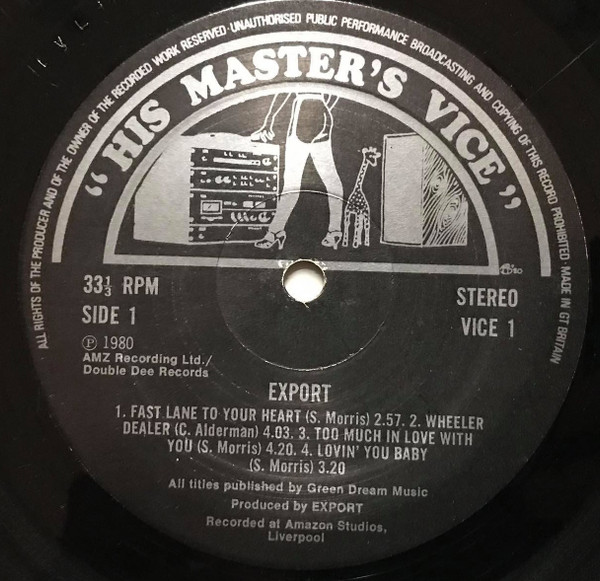 ALL RIGHTS OF THE PRODUCER AND OF THE OWNER OF THE RECORDED WORK RESERVED · UNAUTHORISED PUBLIC PERFORMANCE BROADCASTING AND COPYING OF THIS RECORD PROHIBITED MADE IN GT BRITAIN
“HIS MASTER'S VICE”
33⅓ RPM
SIDE 1
STEREO
VICE 1
℗ 1980
AMZ Recording Ltd./
Double Dee Records
EXPORT
1. FAST LANE TO YOUR HEART (S. Morris) 2.57. 2. WHEELER
DEALER (C. Alderman) 4.03. 3. TOO MUCH IN LOVE WITH
YOU (S. Morris) 4.20. 4. LOVIN' YOU BABY
(S. Morris) 3.20
All titles published by Green Dream Music
Produced by EXPORT
Recorded at Amazon Studios,
Liverpool